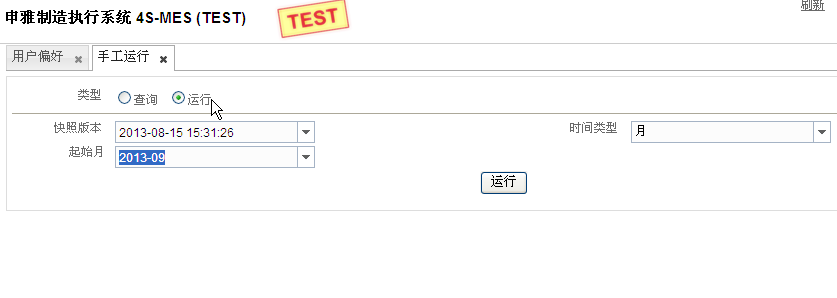 刷新
申雅制造执行系统 4S-MES (TEST) TEST
用户偏好 手工运行
类型 查询 运行
快照版本 2013-08-15 15:31:26 时间类型 月
起始月 2013-09
运行